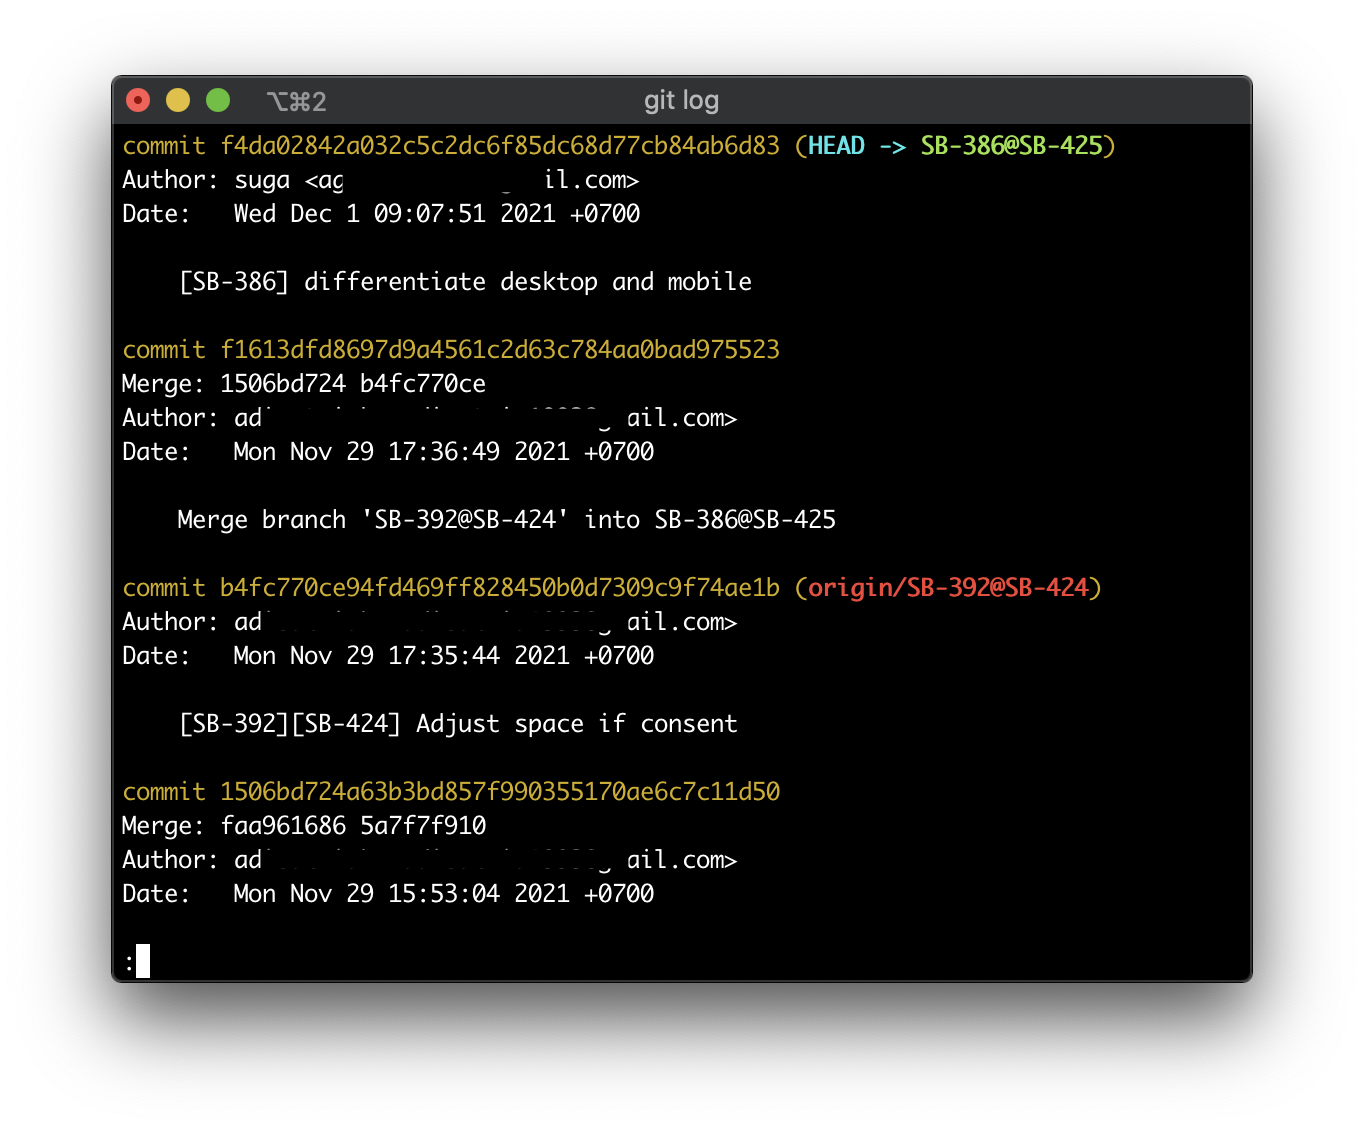 ⌥⌘2 git log
commit f4da02842a032c5c2dc6f85dc68d77cb84ab6d83 (HEAD -> SB-386@SB-425)
Author: suga <ag il.com>
Date:   Wed Dec 1 09:07:51 2021 +0700
[SB-386] differentiate desktop and mobile
commit f1613dfd8697d9a4561c2d63c784aa0bad975523
Merge: 1506bd724 b4fc770ce
Author: ad ail.com>
Date:   Mon Nov 29 17:36:49 2021 +0700
Merge branch 'SB-392@SB-424' into SB-386@SB-425
commit b4fc770ce94fd469ff828450b0d7309c9f74ae1b (origin/SB-392@SB-424)
Author: ad ail.com>
Date:   Mon Nov 29 17:35:44 2021 +0700
[SB-392][SB-424] Adjust space if consent
commit 1506bd724a63b3bd857f990355170ae6c7c11d50
Merge: faa961686 5a7f7f910
Author: ad ail.com>
Date:   Mon Nov 29 15:53:04 2021 +0700
: